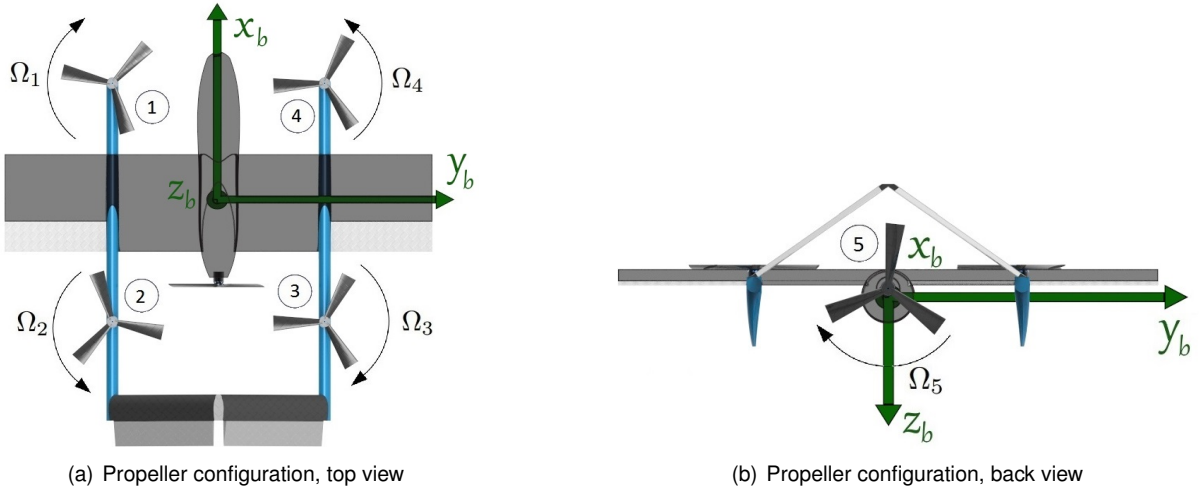 x_b
Ω₁
Ω₄
1
4
z_b
y_b
2
3
Ω₂
Ω₃
5
x_b
y_b
Ω₅
z_b
(a) Propeller configuration, top view
(b) Propeller configuration, back view